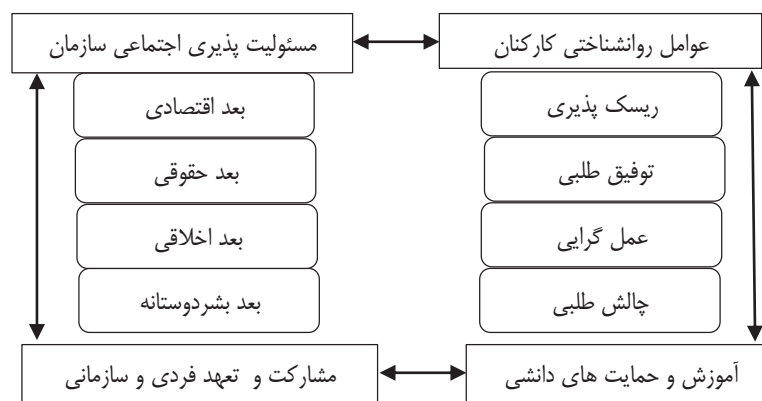 عوامل روانشناختی کارکنان
مسئولیت پذیری اجتماعی سازمان
ریسک پذیری
بعد اقتصادی
توفیق طلبی
بعد حقوقی
عمل گرایی
بعد اخلاقی
چالش طلبی
بعد بشردوستانه
آموزش و حمایت های دانشی
مشارکت و تعهد فردی و سازمانی